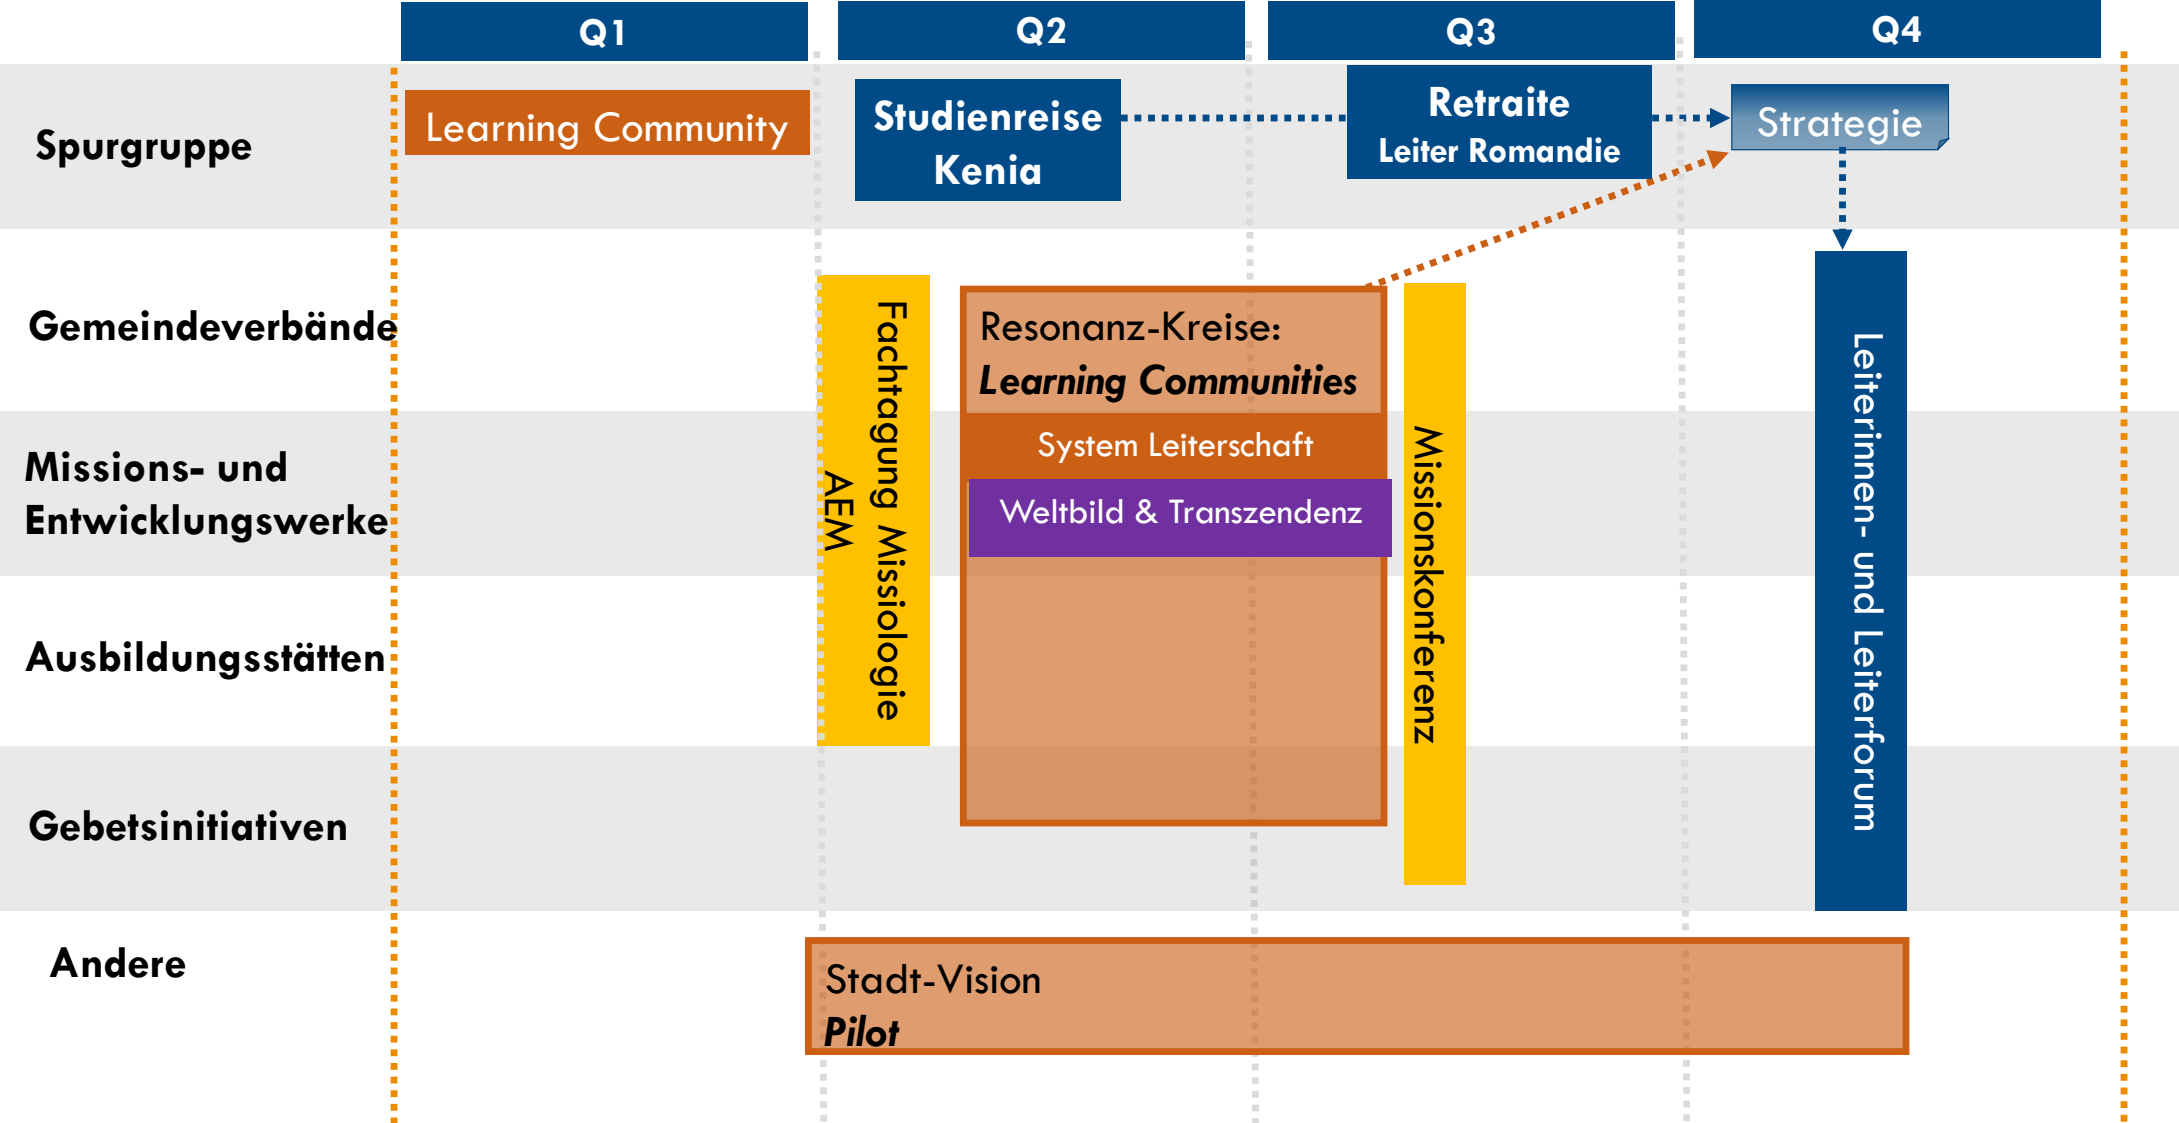 Q1
Q2
Q3
Q4
Spurgruppe
Learning Community
Studienreise
Kenia
Retraite
Leiter Romandie
Strategie
Gemeindeverbände
Missions- und
Entwicklungswerke
Ausbildungsstätten
Gebetsinitiativen
Andere
Fachtagung Missiologie
AEM
Resonanz-Kreise:
Learning Communities
System Leiterschaft
Weltbild & Transzendenz
Missionskonferenz
Leiterinnen- und Leiterforum
Stadt-Vision
Pilot